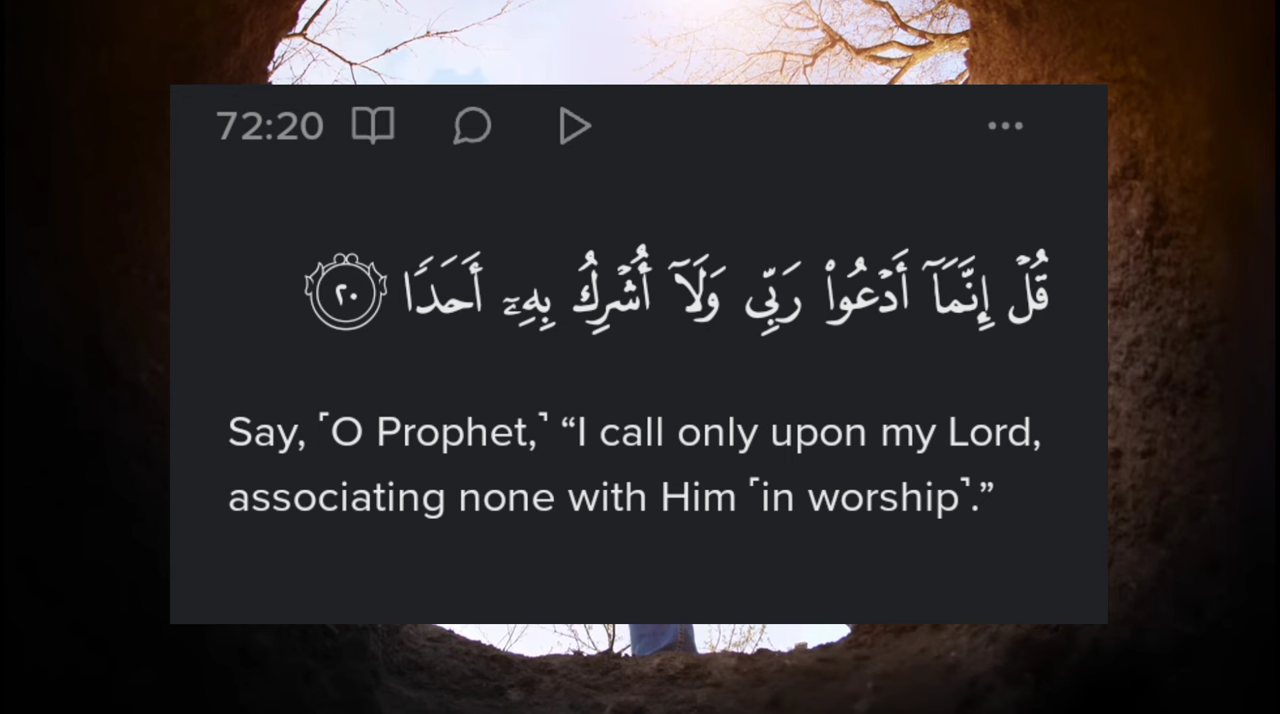 72:20
قُلْ إِنَّمَآ أَدْعُوا۟ رَبِّى وَلَآ أُشْرِكُ بِهِۦٓ أَحَدًا ٢٠
Say, ˹O Prophet,˺ “I call only upon my Lord,
associating none with Him ˹in worship˺.”